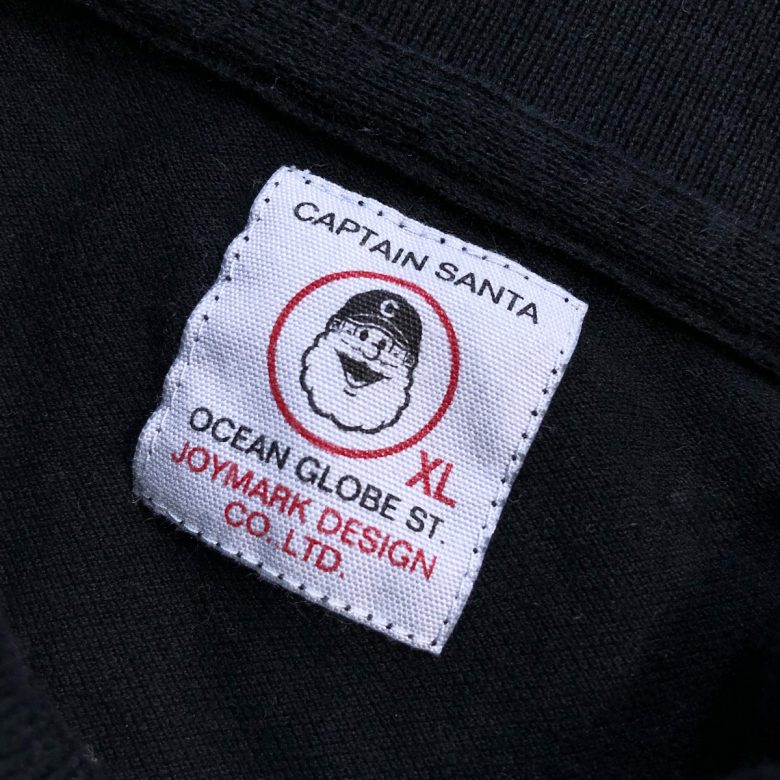 CAPTAIN SANTA
C
XL
OCEAN GLOBE ST.
JOYMARK DESIGN
CO. LTD.